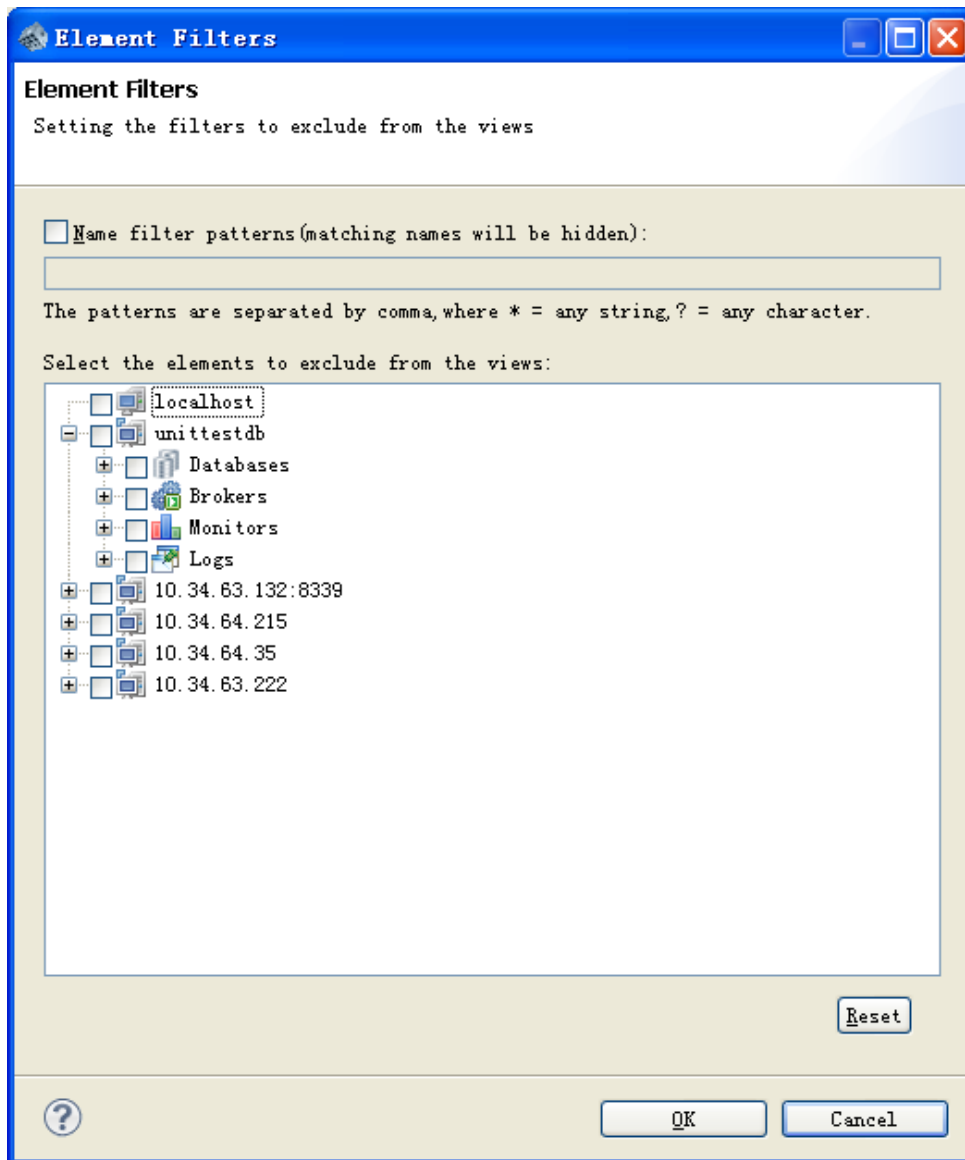 Element Filters
Element Filters
Setting the filters to exclude from the views
Name filter patterns(matching names will be hidden):
The patterns are separated by comma,where * = any string,? = any character.
Select the elements to exclude from the views:
localhost
unittestdb
Databases
Brokers
Monitors
Logs
10.34.63.132:8339
10.34.64.215
10.34.64.35
10.34.63.222
Reset
? OK Cancel